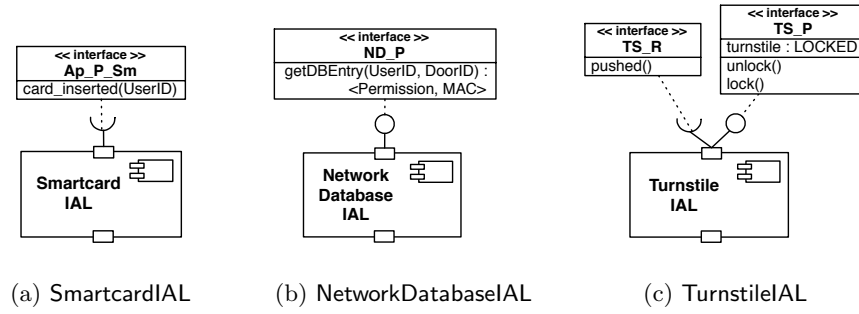 << interface >>
Ap_P_Sm
card_inserted(UserID)
Smartcard
IAL
(a) SmartcardIAL
<< interface >>
ND_P
getDBEntry(UserID, DoorID) :
<Permission, MAC>
Network
Database
IAL
(b) NetworkDatabaseIAL
<< interface >>
TS_R
pushed()
<< interface >>
TS_P
turnstile : LOCKED
unlock()
lock()
Turnstile
IAL
(c) TurnstileIAL